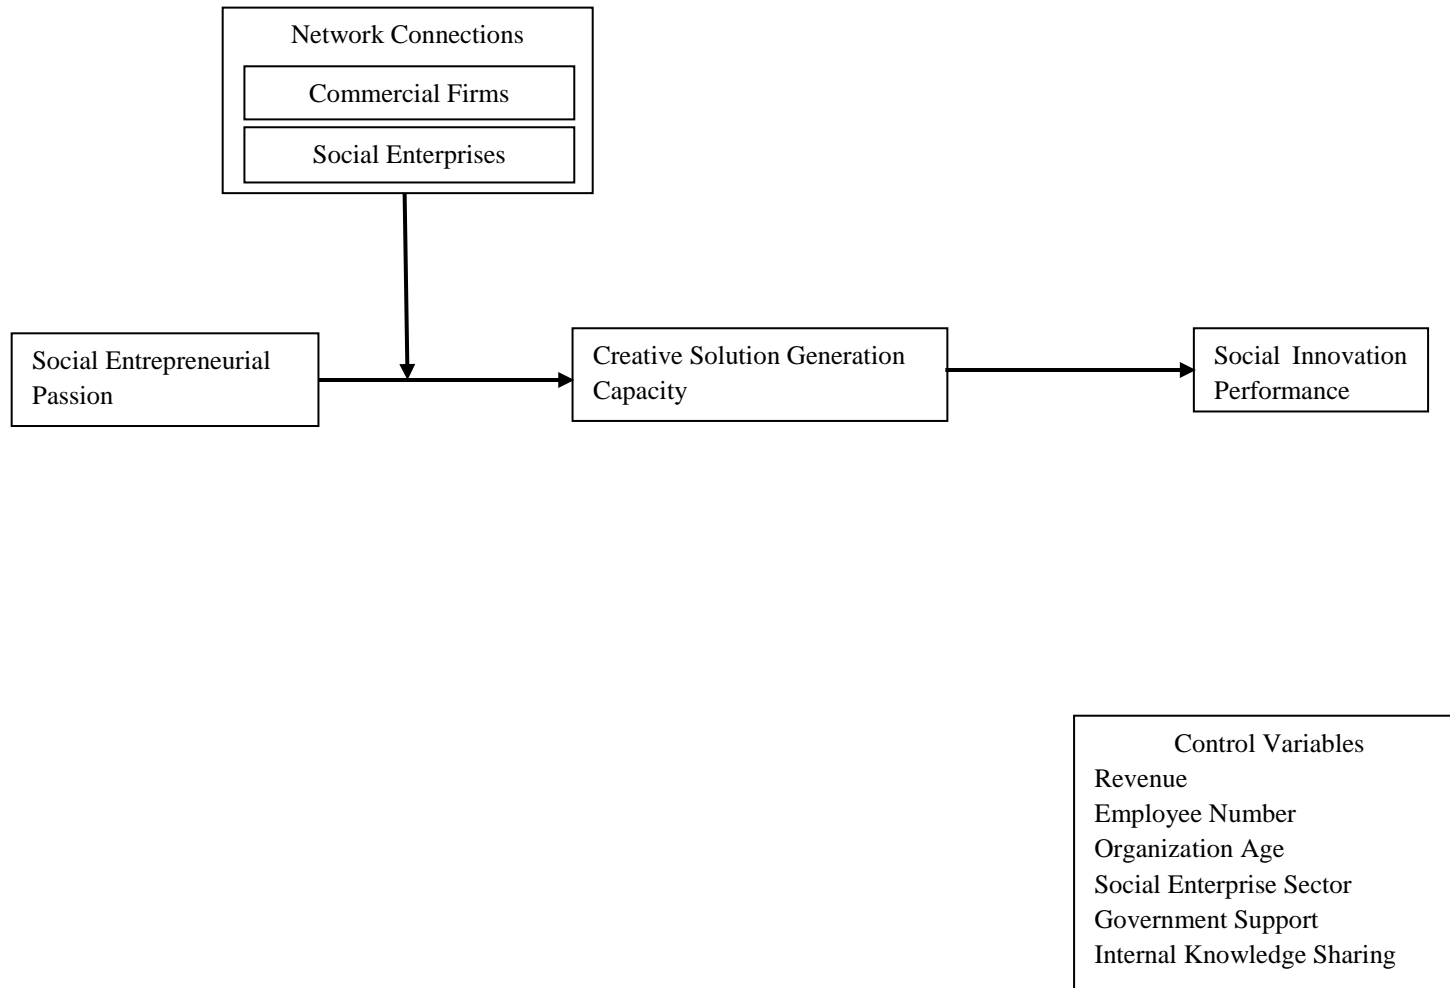 Network Connections
Commercial Firms
Social Enterprises
Social Entrepreneurial
Passion
Creative Solution Generation
Capacity
Social Innovation
Performance
Control Variables
Revenue
Employee Number
Organization Age
Social Enterprise Sector
Government Support
Internal Knowledge Sharing